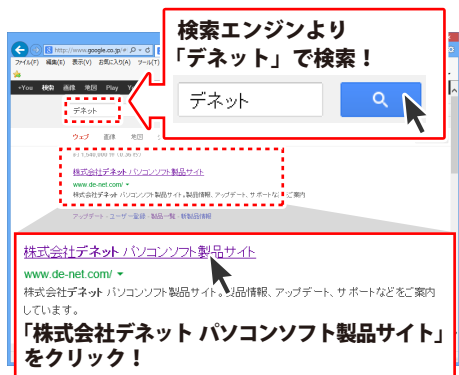 検索エンジンより
「デネット」で検索！
デネット
http://www.google.co.jp/#
ファイル(F) 編集(E) 表示(V) お気に入り(A) ツール(T)
+You 検索 画像 地図 Play
デネット
ウェブ 画像 地図
株式会社デネット パソコンソフト製品サイト
www.de-net.com/
株式会社デネット パソコンソフト製品サイト。製品情報、アップデート、サポートなどをご案内
アップデート - ユーザー登録 - 製品一覧 - 新製品情報
株式会社デネット パソコンソフト製品サイト
www.de-net.com/
株式会社デネット パソコンソフト製品サイト。製品情報、アップデート、サポートなどをご案内
しています。
「株式会社デネット パソコンソフト製品サイト」
をクリック！